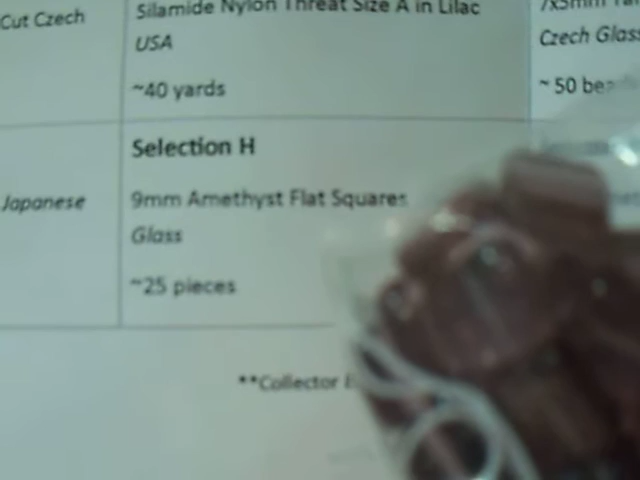 Cut Czech
Silamide Nylon Threat Size A in Lilac
USA
~40 yards
Czech Glass
~ 50
Japanese
Selection H
9mm Amethyst Flat Squares
Glass
~25 pieces
**Collector